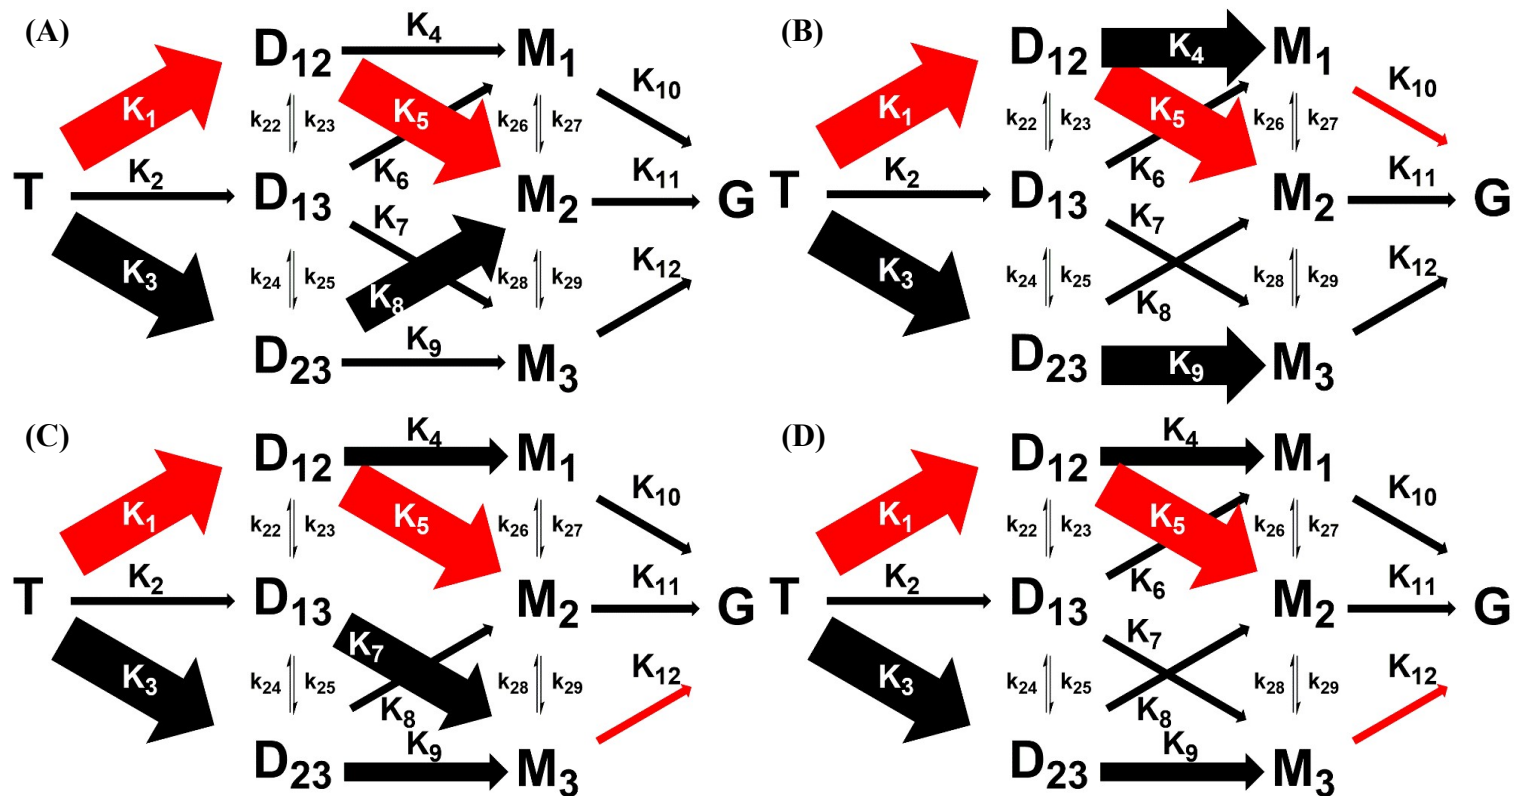 (A)
D₁₂ K₄ M₁
K₁ K₅ K₁₀
k₂₂ k₂₃ k₂₆ k₂₇
K₂ K₆ K₁₁
T D₁₃ M₂ G
K₇
K₃ k₂₄ k₂₅ K₈ k₂₈ k₂₉ K₁₂
K₉
D₂₃ M₃
(B)
D₁₂ K₄ M₁
K₁ K₅ K₁₀
k₂₂ k₂₃ k₂₆ k₂₇
K₂ K₆ K₁₁
T D₁₃ M₂ G
K₇
K₃ k₂₄ k₂₅ k₂₈ k₂₉ K₁₂
K₈
D₂₃ K₉ M₃
(C)
D₁₂ K₄ M₁
K₁ K₅ K₁₀
k₂₂ k₂₃ k₂₆ k₂₇
K₂ K₁₁
T D₁₃ M₂ G
K₇
K₃ k₂₄ k₂₅ k₂₈ k₂₉ K₁₂
K₈
K₉
D₂₃ M₃
(D)
D₁₂ K₄ M₁
K₁ K₅ K₁₀
k₂₂ k₂₃ k₂₆ k₂₇
K₂ K₆ K₁₁
T D₁₃ M₂ G
K₇
K₃ k₂₄ k₂₅ k₂₈ k₂₉ K₁₂
K₈
K₉
D₂₃ M₃